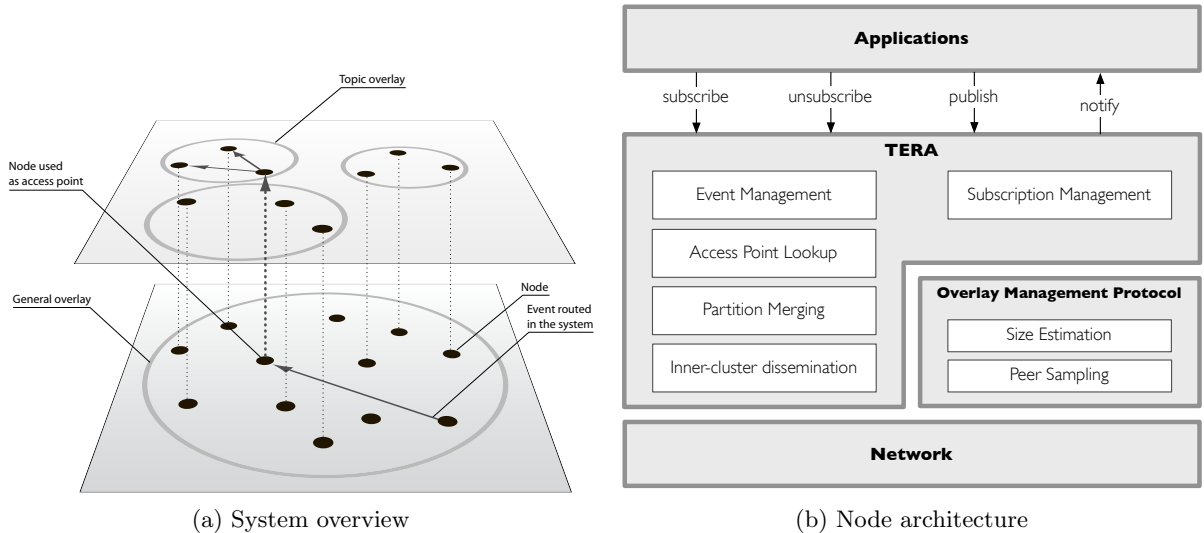 Topic overlay
Node used
as access point
General overlay
Node
Event routed
in the system
(a) System overview
Applications
subscribe
unsubscribe
publish
notify
TERA
Event Management
Subscription Management
Access Point Lookup
Partition Merging
Inner-cluster dissemination
Overlay Management Protocol
Size Estimation
Peer Sampling
Network
(b) Node architecture